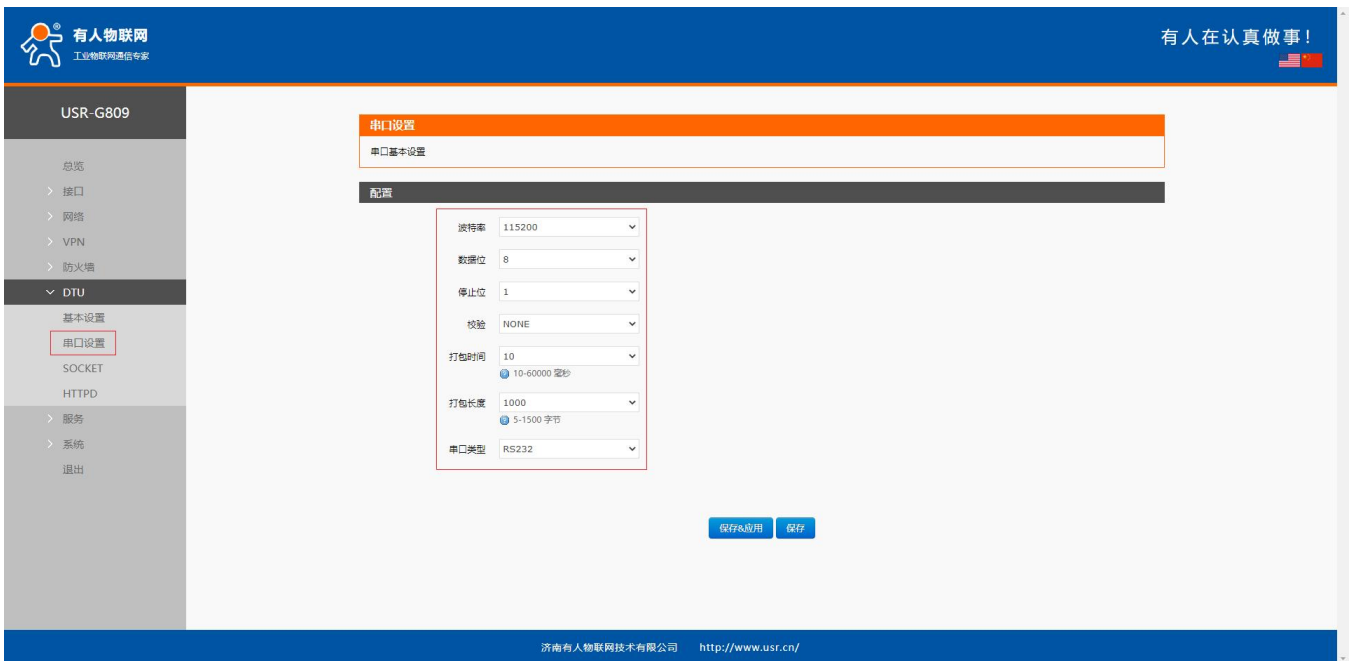 有人物联网
工业物联网通信专家
有人在认真做事!
USR-G809
总览
接口
网络
VPN
防火墙
DTU
基本设置
串口设置
SOCKET
HTTPD
服务
系统
退出
串口设置
串口基本设置
配置
波特率 115200
数据位 8
停止位 1
校验 NONE
打包时间 10
10-60000 毫秒
打包长度 1000
5-1500 字节
串口类型 RS232
保存&应用 保存
济南有人物联网技术有限公司 http://www.usr.cn/